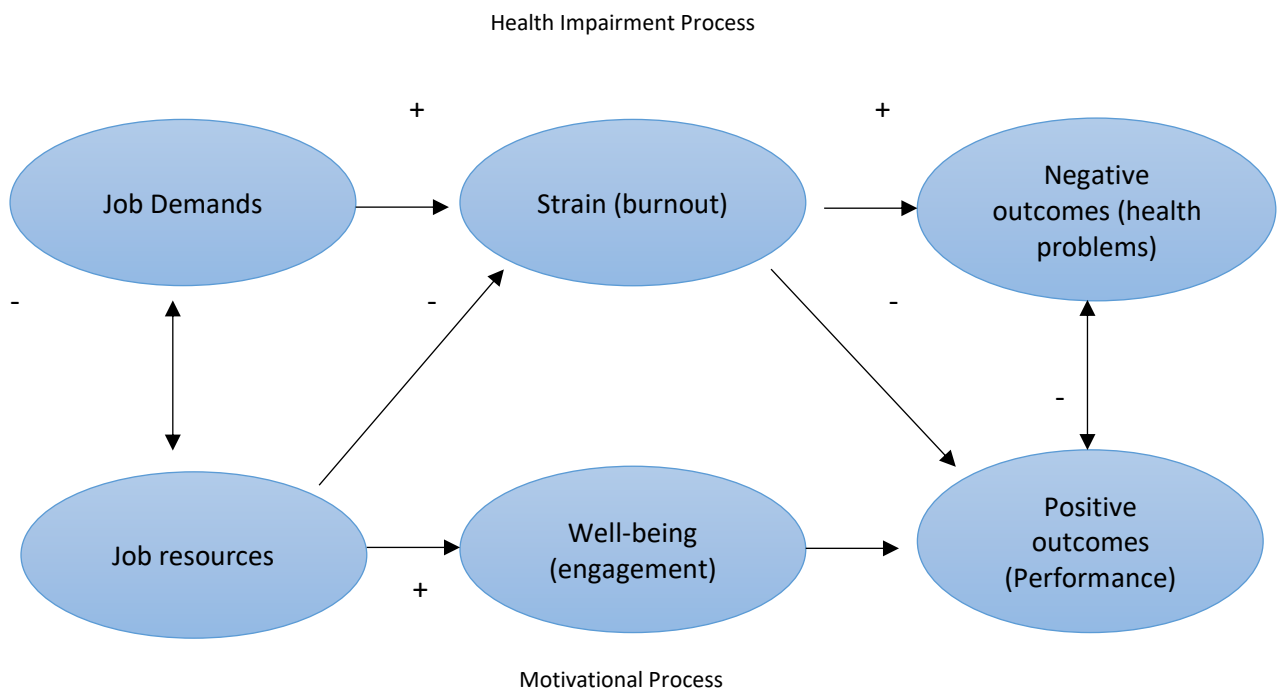 Health Impairment Process
+
+
Job Demands
Strain (burnout)
Negative
outcomes (health
problems)
-
-
-
-
Job resources
+
Well-being
(engagement)
Positive
outcomes
(Performance)
Motivational Process